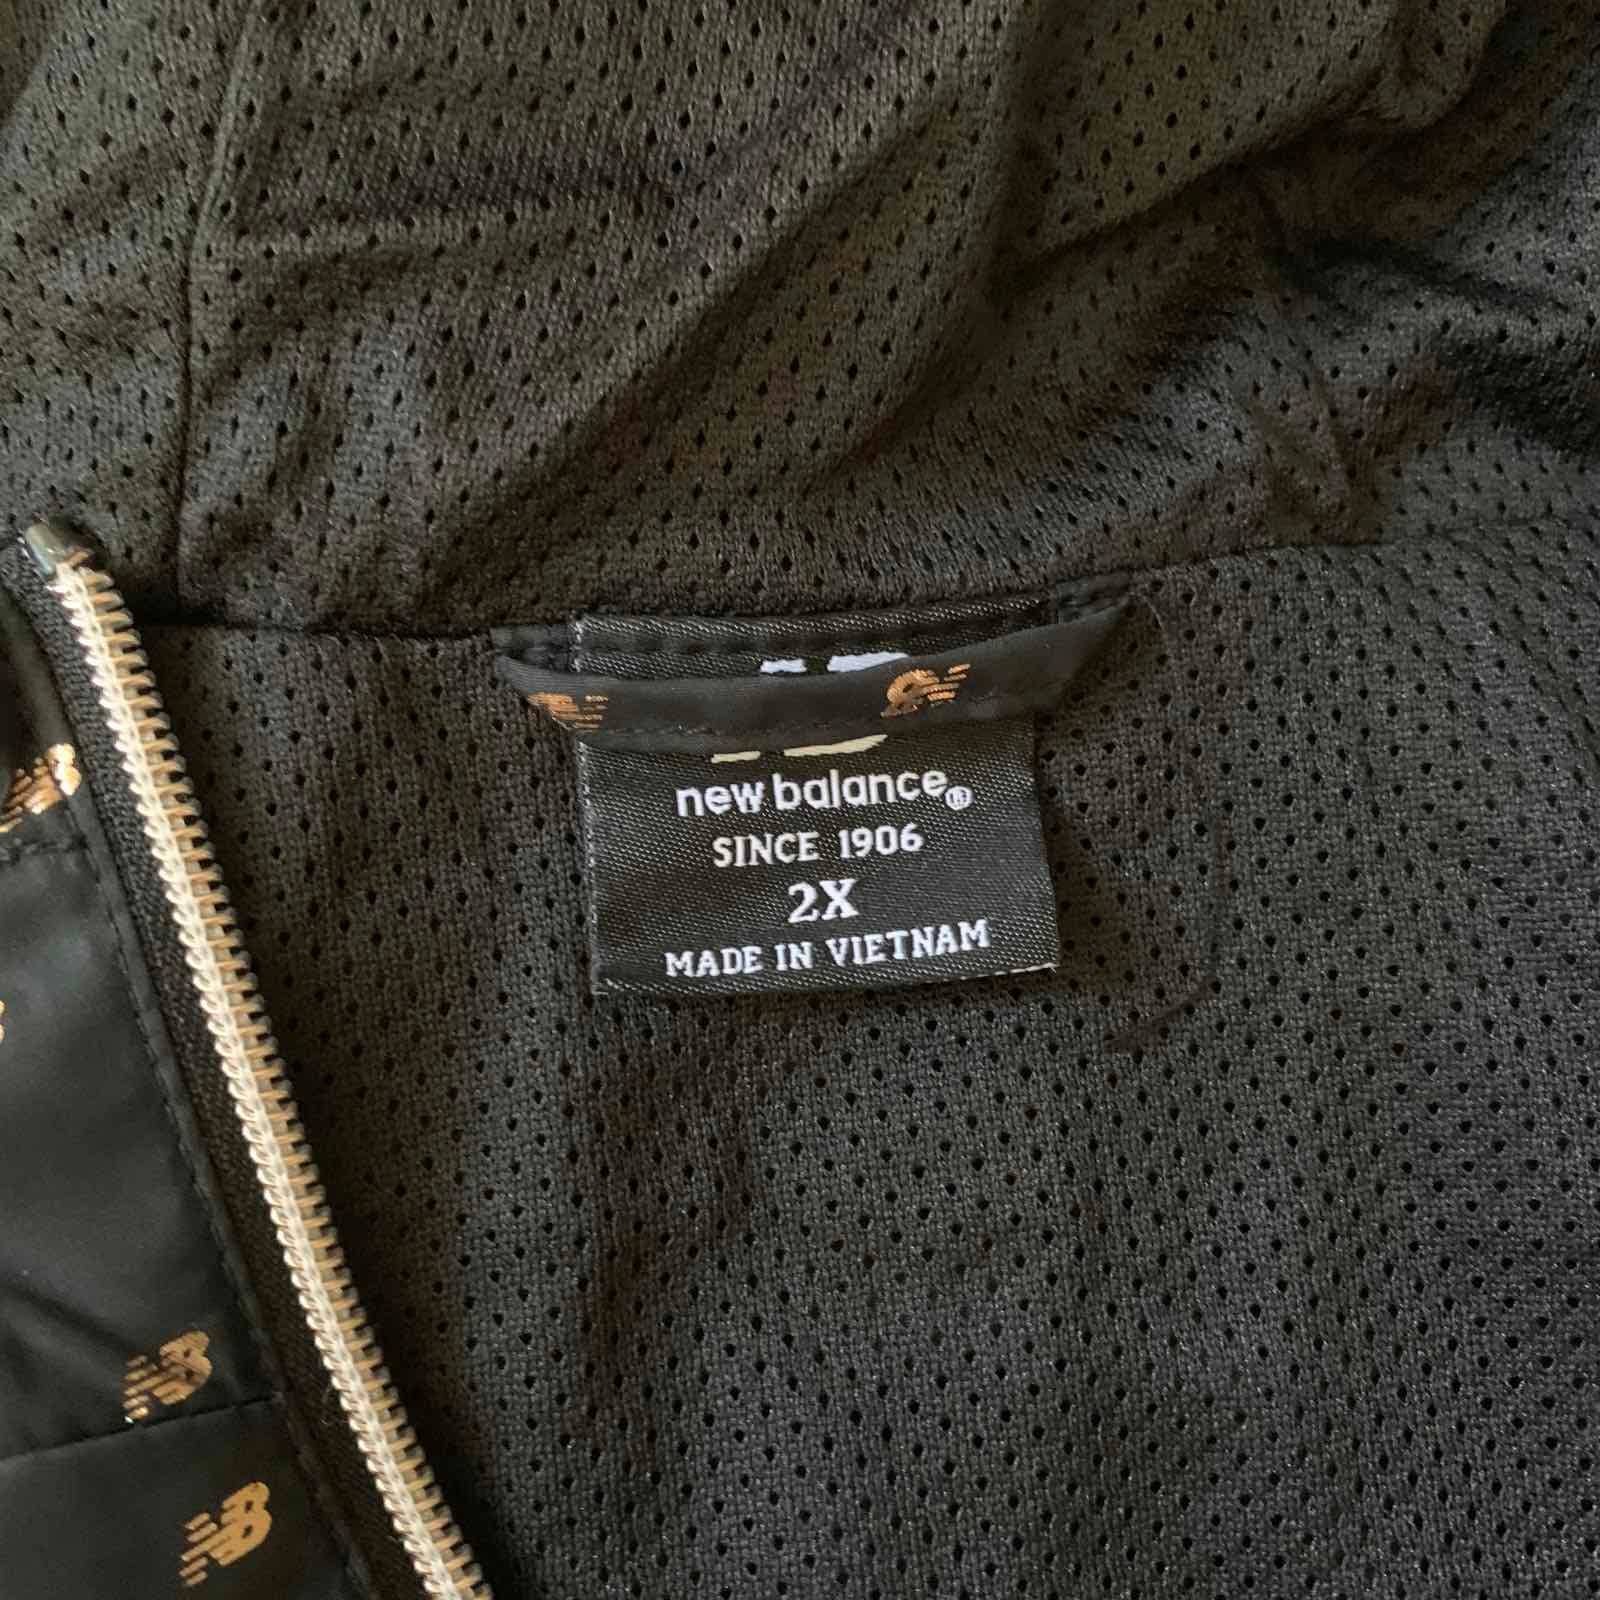 new balance®
SINCE 1906
2X
MADE IN VIETNAM